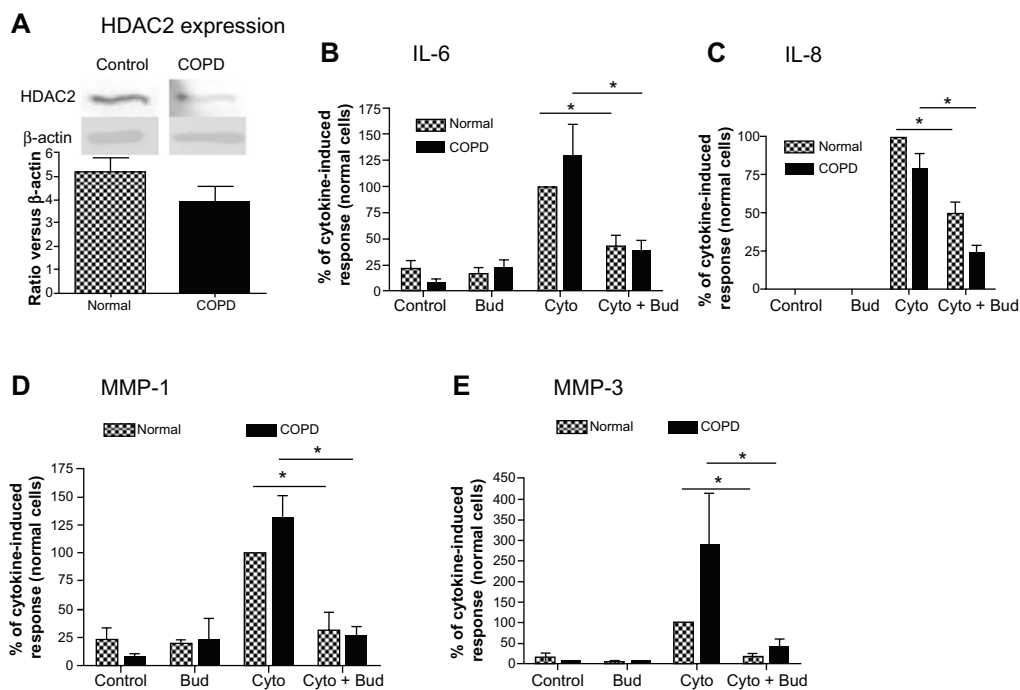 A HDAC2 expression
Control COPD
HDAC2
β-actin
Ratio versus β-actin
6
5
4
3
2
1
0
Normal COPD
B IL-6
% of cytokine-induced
response (normal cells)
175
150
125
100
75
50
25
0
Normal
COPD
*
*
Control Bud Cyto Cyto + Bud
C IL-8
% of cytokine-induced
response (normal cells)
100
75
50
25
0
Normal
COPD
*
*
Control Bud Cyto Cyto + Bud
D MMP-1
Normal COPD
% of cytokine-induced
response (normal cells)
175
150
125
100
75
50
25
0
*
*
Control Bud Cyto Cyto + Bud
E MMP-3
Normal COPD
% of cytokine-induced
response (normal cells)
450
400
350
300
250
200
150
100
50
0
*
*
Control Bud Cyto Cyto + Bud